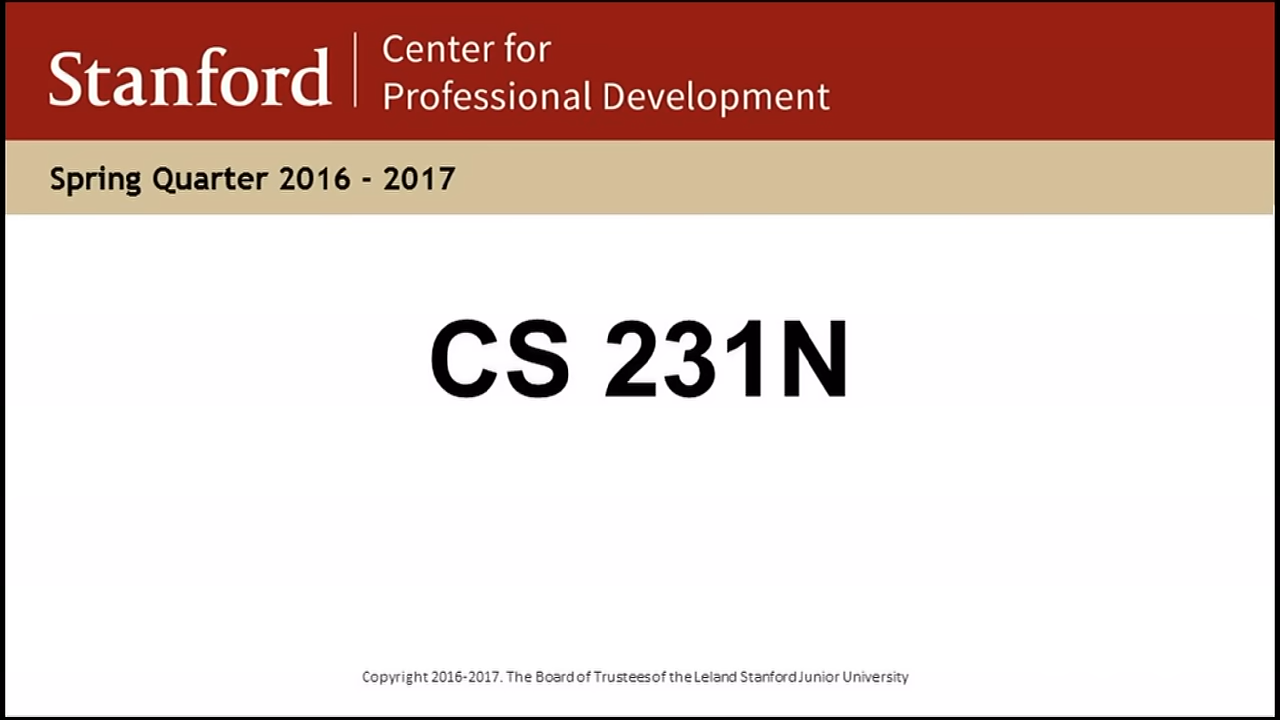 Stanford
Center for
Professional Development
Spring Quarter 2016 - 2017
CS 231N
Copyright 2016-2017. The Board of Trustees of the Leland Stanford Junior University